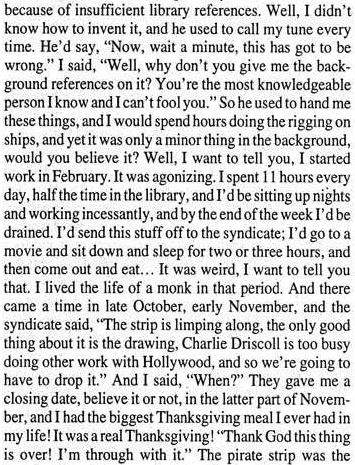 because of insufficient library references. Well, I didn't
know how to invent it, and he used to call my tune every
time. He'd say, "Now, wait a minute, this has got to be
wrong." I said, "Well, why don't you give me the back-
ground references on it? You're the most knowledgeable
person I know and I can't fool you." So he used to hand me
these things, and I would spend hours doing the rigging on
ships, and yet it was only a minor thing in the background,
would you believe it? Well, I want to tell you, I started
work in February. It was agonizing. I spent 11 hours every
day, half the time in the library, and I'd be sitting up nights
and working incessantly, and by the end of the week I'd be
drained. I'd send this stuff off to the syndicate; I'd go to a
movie and sit down and sleep for two or three hours, and
then come out and eat... It was weird, I want to tell you
that. I lived the life of a monk in that period. And there
came a time in late October, early November, and the
syndicate said, "The strip is limping along, the only good
thing about it is the drawing, Charlie Driscoll is too busy
doing other work with Hollywood, and so we're going to
have to drop it." And I said, "When?" They gave me a
closing date, believe it or not, in the latter part of Novem-
ber, and I had the biggest Thanksgiving meal I ever had in
my life! It was a real Thanksgiving! "Thank God this thing
is over! I'm through with it." The pirate strip was the